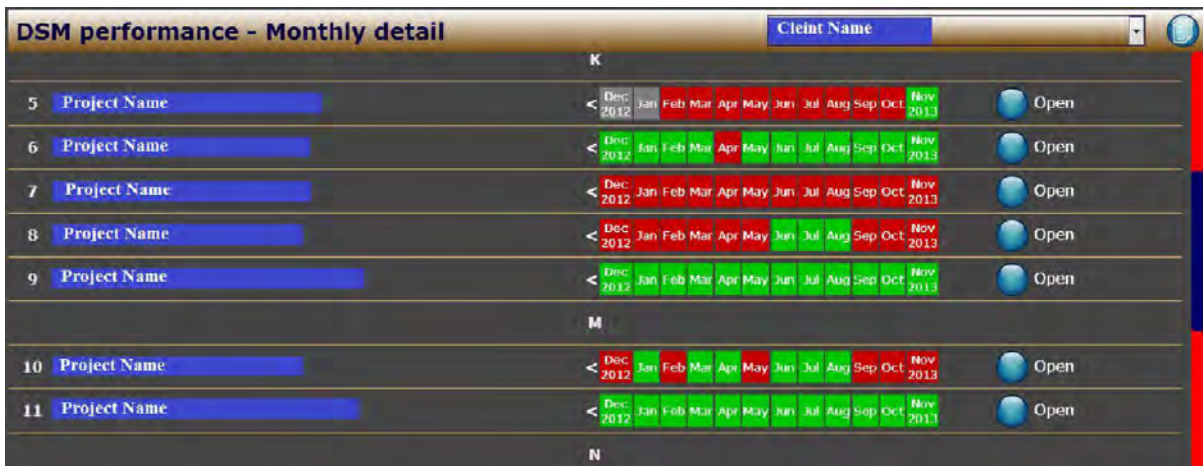 DSM performance - Monthly detail Cleint Name
K
5 Project Name < Dec 2012 Jan Feb Mar Apr May Jun Jul Aug Sep Oct Nov 2013 Open
6 Project Name < Dec 2012 Jan Feb Mar Apr May Jun Jul Aug Sep Oct Nov 2013 Open
7 Project Name < Dec 2012 Jan Feb Mar Apr May Jun Jul Aug Sep Oct Nov 2013 Open
8 Project Name < Dec 2012 Jan Feb Mar Apr May Jun Jul Aug Sep Oct Nov 2013 Open
9 Project Name < Dec 2012 Jan Feb Mar Apr May Jun Jul Aug Sep Oct Nov 2013 Open
M
10 Project Name < Dec 2012 Jan Feb Mar Apr May Jun Jul Aug Sep Oct Nov 2013 Open
11 Project Name < Dec 2012 Jan Feb Mar Apr May Jun Jul Aug Sep Oct Nov 2013 Open
N